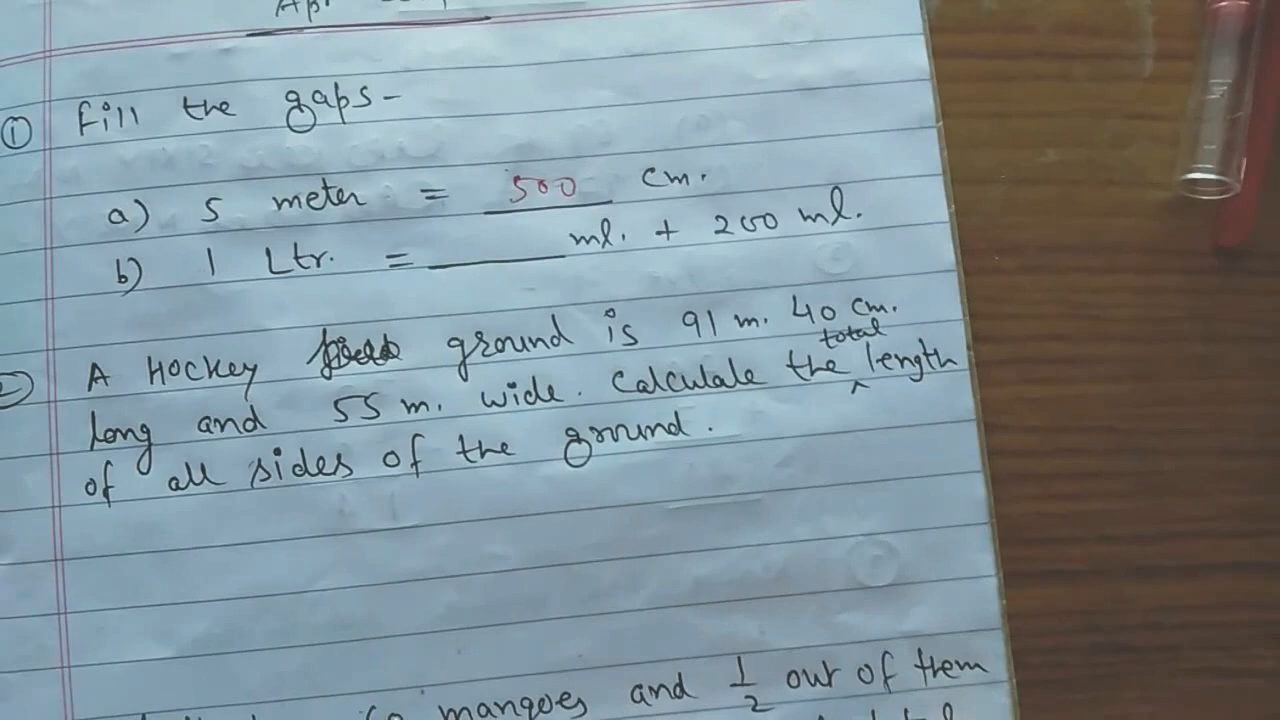 ① Fill the gaps-
a) 5 meter = 500 cm.
b) 1 Ltr. = ______ ml. + 200 ml.
A Hockey ground is 91 m. 40 cm.
long and 55 m. wide. Calculate the total length
of all sides of the ground.
mangoes and 1/2 out of them